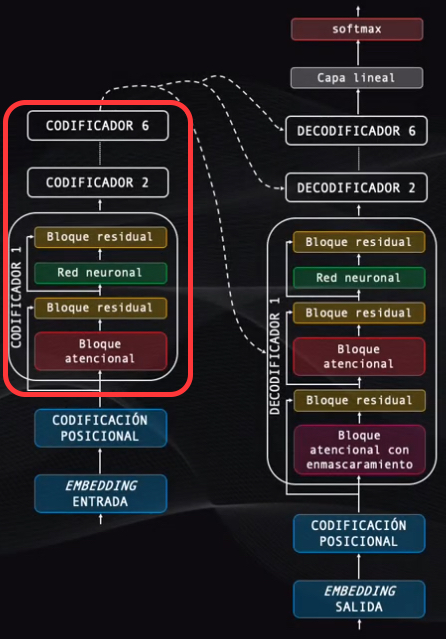 CODIFICADOR 6
CODIFICADOR 2
CODIFICADOR 1
Bloque residual
Red neuronal
Bloque residual
Bloque
atencional
CODIFICACIÓN
POSICIONAL
EMBEDDING
ENTRADA
softmax
Capa lineal
DECODIFICADOR 6
DECODIFICADOR 2
DECODIFICADOR 1
Bloque residual
Red neuronal
Bloque residual
Bloque
atencional
Bloque residual
Bloque
atencional con
enmascaramiento
CODIFICACIÓN
POSICIONAL
EMBEDDING
SALIDA